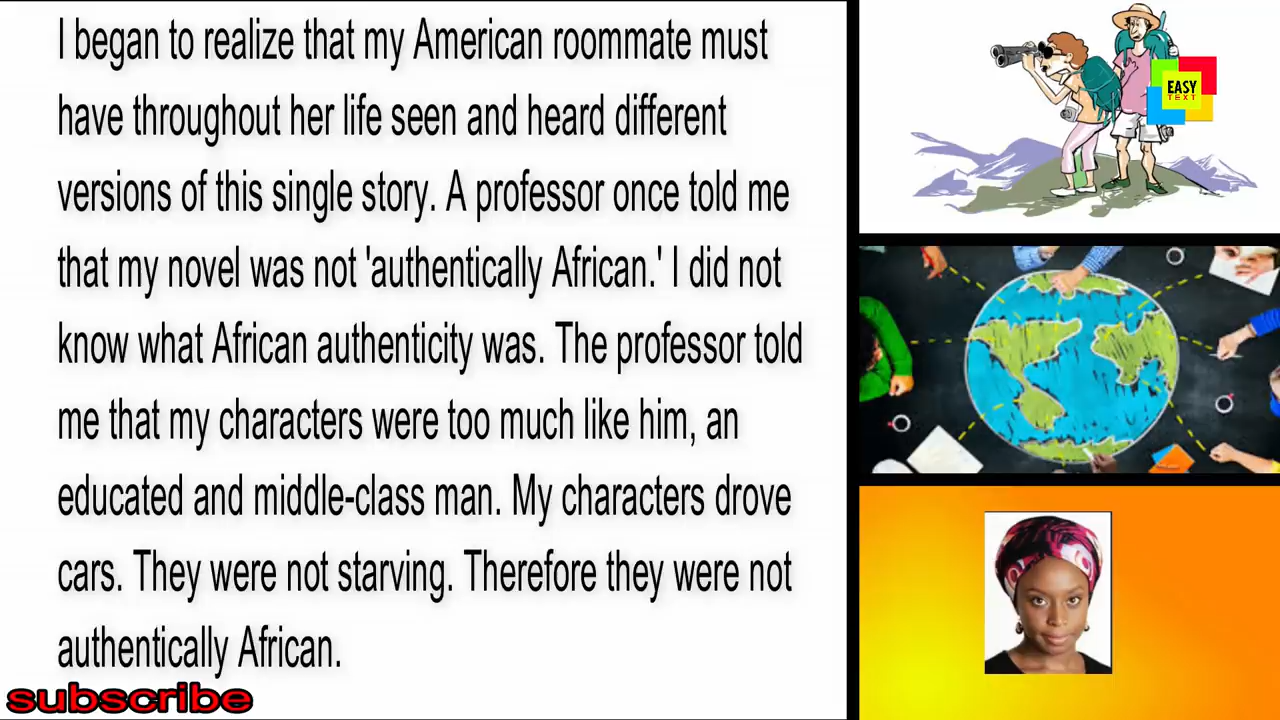 I began to realize that my American roommate must
have throughout her life seen and heard different
versions of this single story. A professor once told me
that my novel was not 'authentically African.' I did not
know what African authenticity was. The professor told
me that my characters were too much like him, an
educated and middle-class man. My characters drove
cars. They were not starving. Therefore they were not
authentically African.
subscribe
EASY
TEXT